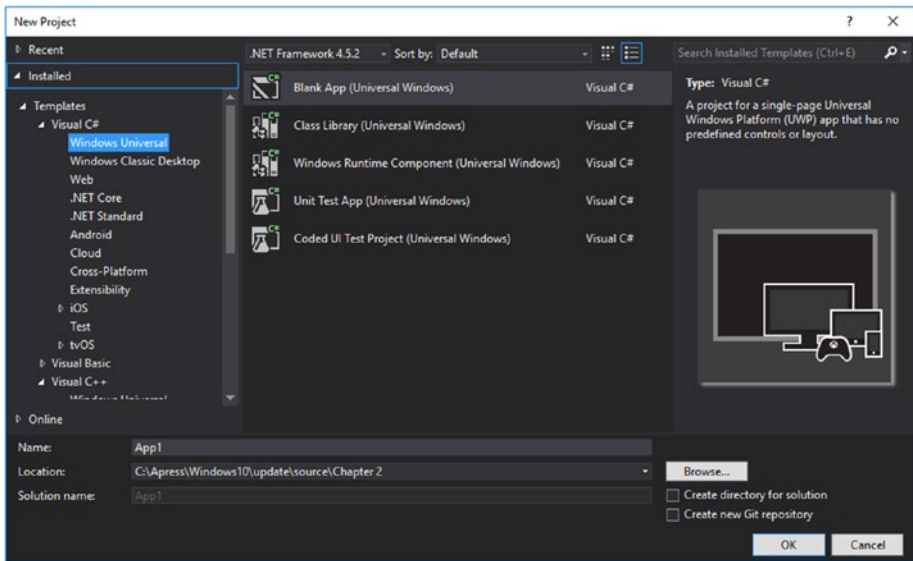 New Project
? ×
Recent
.NET Framework 4.5.2 Sort by: Default
Search Installed Templates (Ctrl+E)
Installed
Templates
Visual C#
Windows Universal
Windows Classic Desktop
Web
.NET Core
.NET Standard
Android
Cloud
Cross-Platform
Extensibility
iOS
Test
tvOS
Visual Basic
Visual C++
Windows Universal
Online
Blank App (Universal Windows) Visual C#
Class Library (Universal Windows) Visual C#
Windows Runtime Component (Universal Windows) Visual C#
Unit Test App (Universal Windows) Visual C#
Coded UI Test Project (Universal Windows) Visual C#
Type: Visual C#
A project for a single-page Universal
Windows Platform (UWP) app that has no
predefined controls or layout.
Name: App1
Location: C:\Apress\Windows10\update\source\Chapter 2
Browse...
Solution name: App1
Create directory for solution
Create new Git repository
OK Cancel